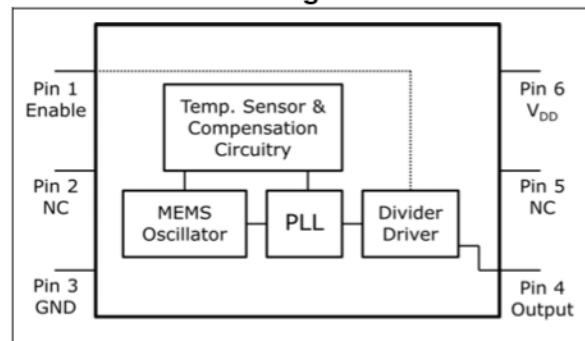 Pin 1
Enable
Pin 2
NC
Pin 3
GND
Temp. Sensor &
Compensation
Circuitry
MEMS
Oscillator
PLL
Divider
Driver
Pin 6
VDD
Pin 5
NC
Pin 4
Output